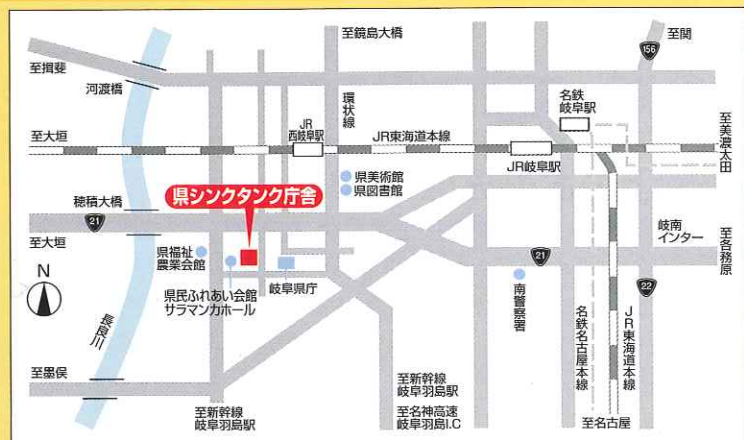 至鏡島大橋
至関
156
至揖斐
河渡橋
環状線
名鉄
岐阜駅
JR
西岐阜駅
至大垣
JR東海道本線
至美濃太田
JR岐阜駅
県美術館
県図書館
穂積大橋
県シンクタンク庁舎
21
至大垣
県福祉
農業会館
岐南
インター
至各務原
21
N
県民ふれあい会館
サラマンカホール
岐阜県庁
南警察署
22
長良川
名鉄名古屋本線
JR東海道本線
至墨俣
至新幹線
岐阜羽島駅
至新幹線
岐阜羽島駅
至名神高速
岐阜羽島I.C
至名古屋